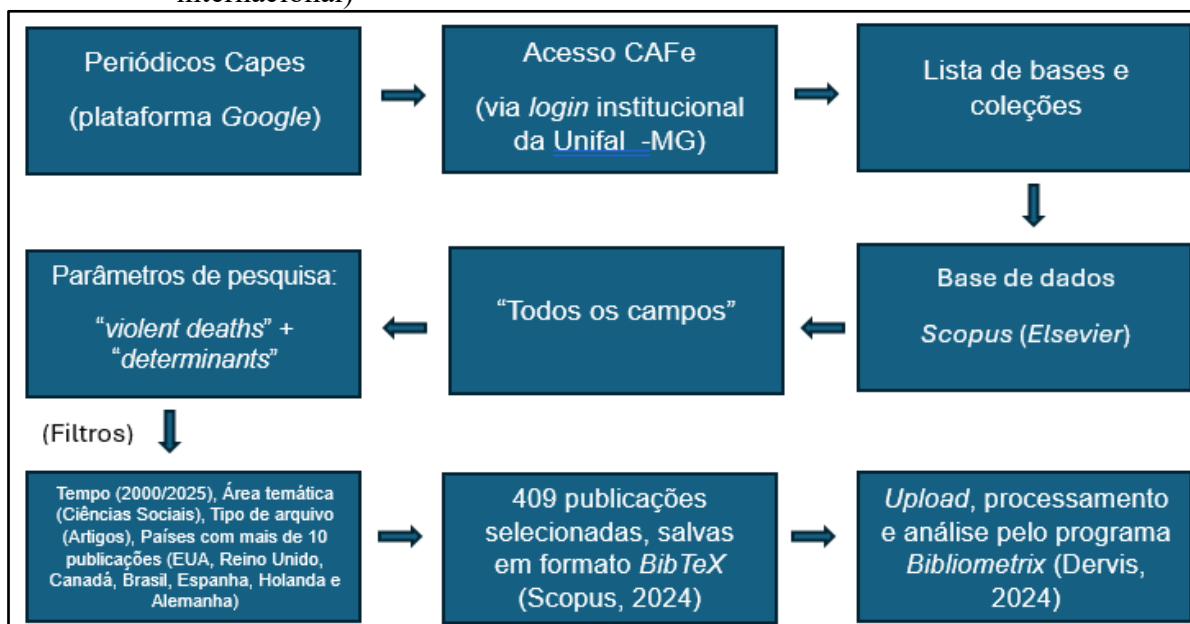 internacional)
Periódicos Capes
(plataforma Google)
Acesso CAFe
(via login institucional
da Unifal -MG)
Lista de bases e
coleções
Parâmetros de pesquisa:
“violent deaths” +
“determinants”
“Todos os campos”
Base de dados
Scopus (Elsevier)
(Filtros)
Tempo (2000/2025), Área temática
(Ciências Sociais), Tipo de arquivo
(Artigos), Países com mais de 10
publicações (EUA, Reino Unido,
Canadá, Brasil, Espanha, Holanda e
Alemanha)
409 publicações
selecionadas, salvas
em formato BibTeX
(Scopus, 2024)
Upload, processamento
e análise pelo programa
Bibliometrix (Dervis,
2024)